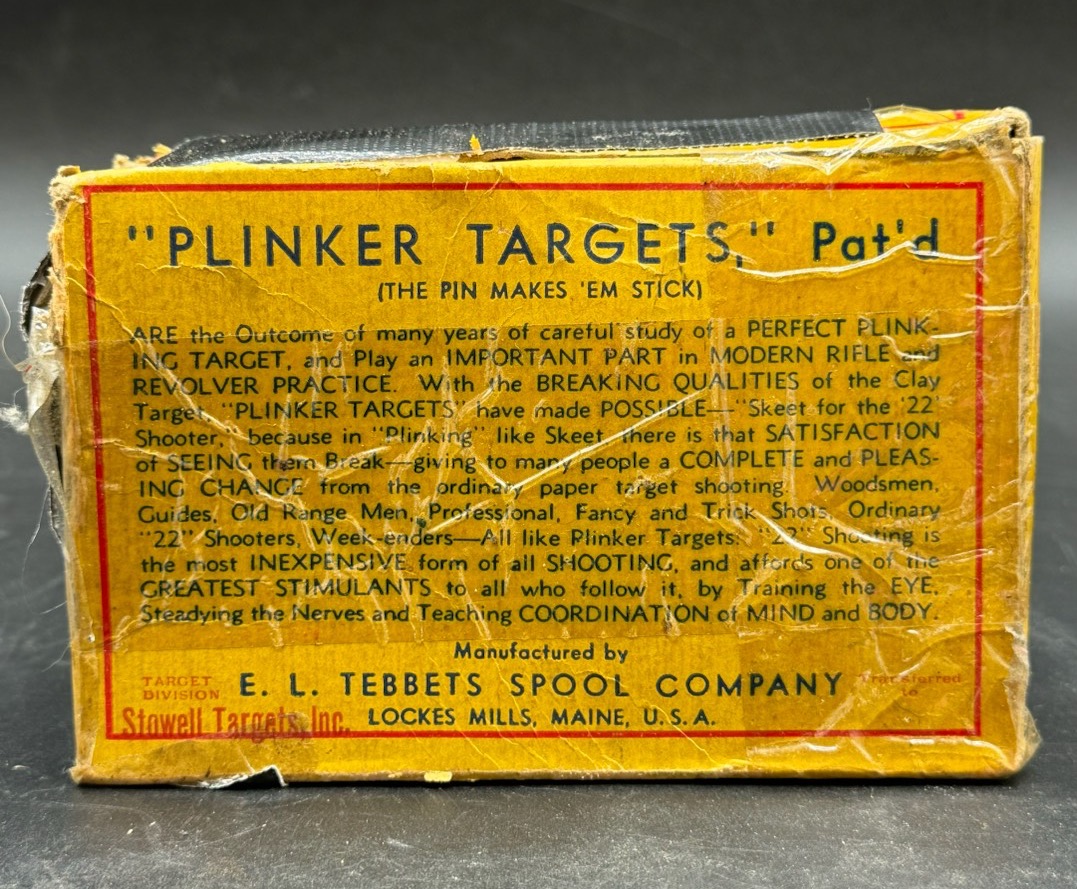 "PLINKER TARGETS," Pat'd
(THE PIN MAKES 'EM STICK)
ARE the Outcome of many years of careful study of a PERFECT PLINK-
ING TARGET, and Play an IMPORTANT PART in MODERN RIFLE and
REVOLVER PRACTICE. With the BREAKING QUALITIES of the Clay
Target, "PLINKER TARGETS" have made POSSIBLE—"Skeet for the '22'
Shooter," because in "Plinking" like Skeet, there is that SATISFACTION
of SEEING them Break—giving to many people a COMPLETE and PLEAS-
ING CHANGE from the ordinary paper target shooting. Woodsmen,
Guides, Old Range Men, Professional, Fancy and Trick Shots, Ordinary
"22" Shooters, Week-enders—All like Plinker Targets. "22" Shooting is
the most INEXPENSIVE form of all SHOOTING, and affords one of the
GREATEST STIMULANTS to all who follow it, by Training the EYE,
Steadying the Nerves and Teaching COORDINATION of MIND and BODY.
Manufactured by
TARGET DIVISION E. L. TEBBETS SPOOL COMPANY Transferred to
Stowell Targets, Inc. LOCKES MILLS, MAINE, U.S.A.